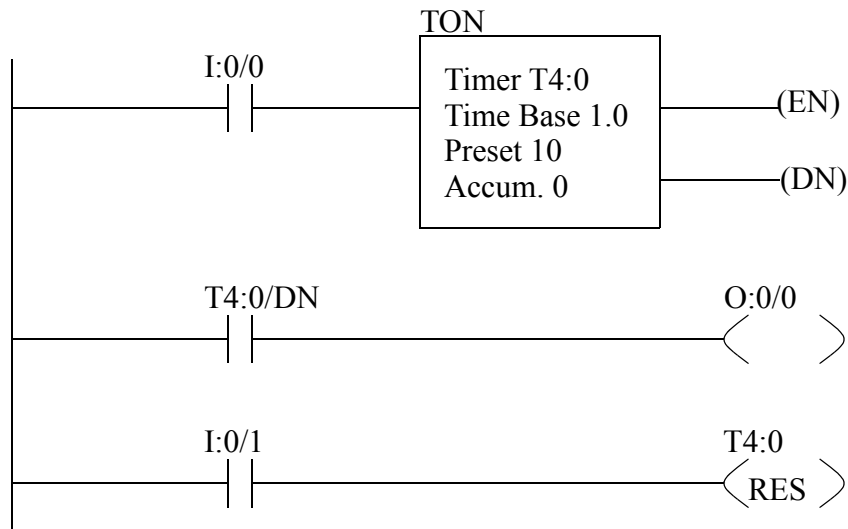 TON
I:0/0
Timer T4:0
Time Base 1.0
Preset 10
Accum. 0
(EN)
(DN)
T4:0/DN
O:0/0
I:0/1
T4:0
RES